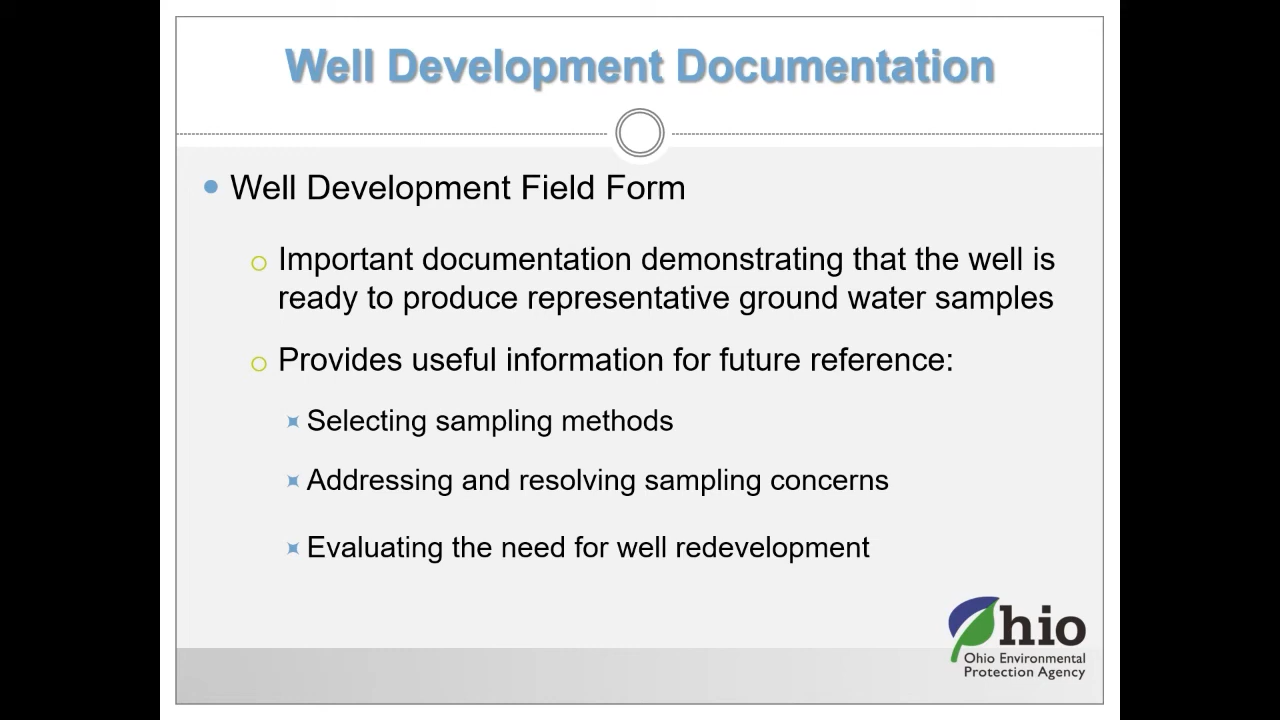 Well Development Documentation
Well Development Field Form
Important documentation demonstrating that the well is
ready to produce representative ground water samples
Provides useful information for future reference:
Selecting sampling methods
Addressing and resolving sampling concerns
Evaluating the need for well redevelopment
Ohio
Ohio Environmental
Protection Agency